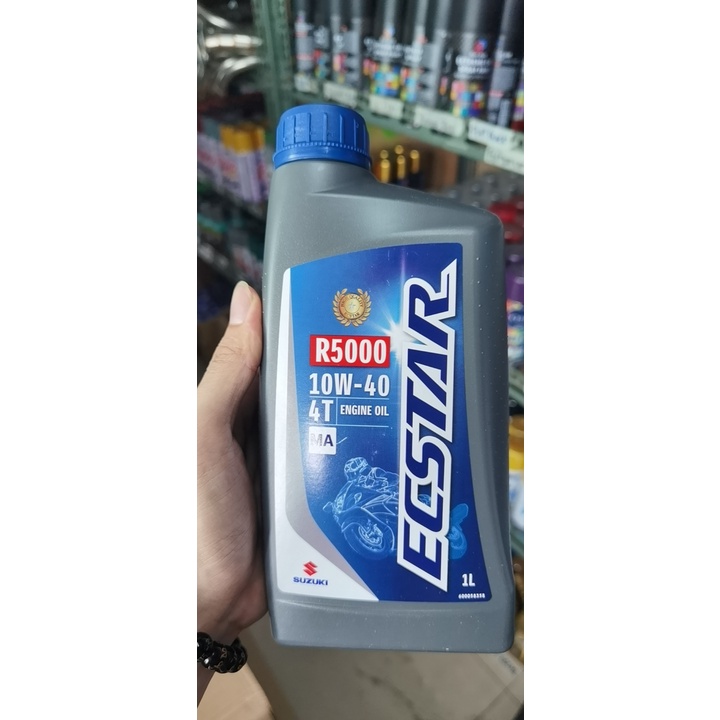 R5000
10W-40
4T ENGINE OIL
MA
ECSTAR
SUZUKI
1L